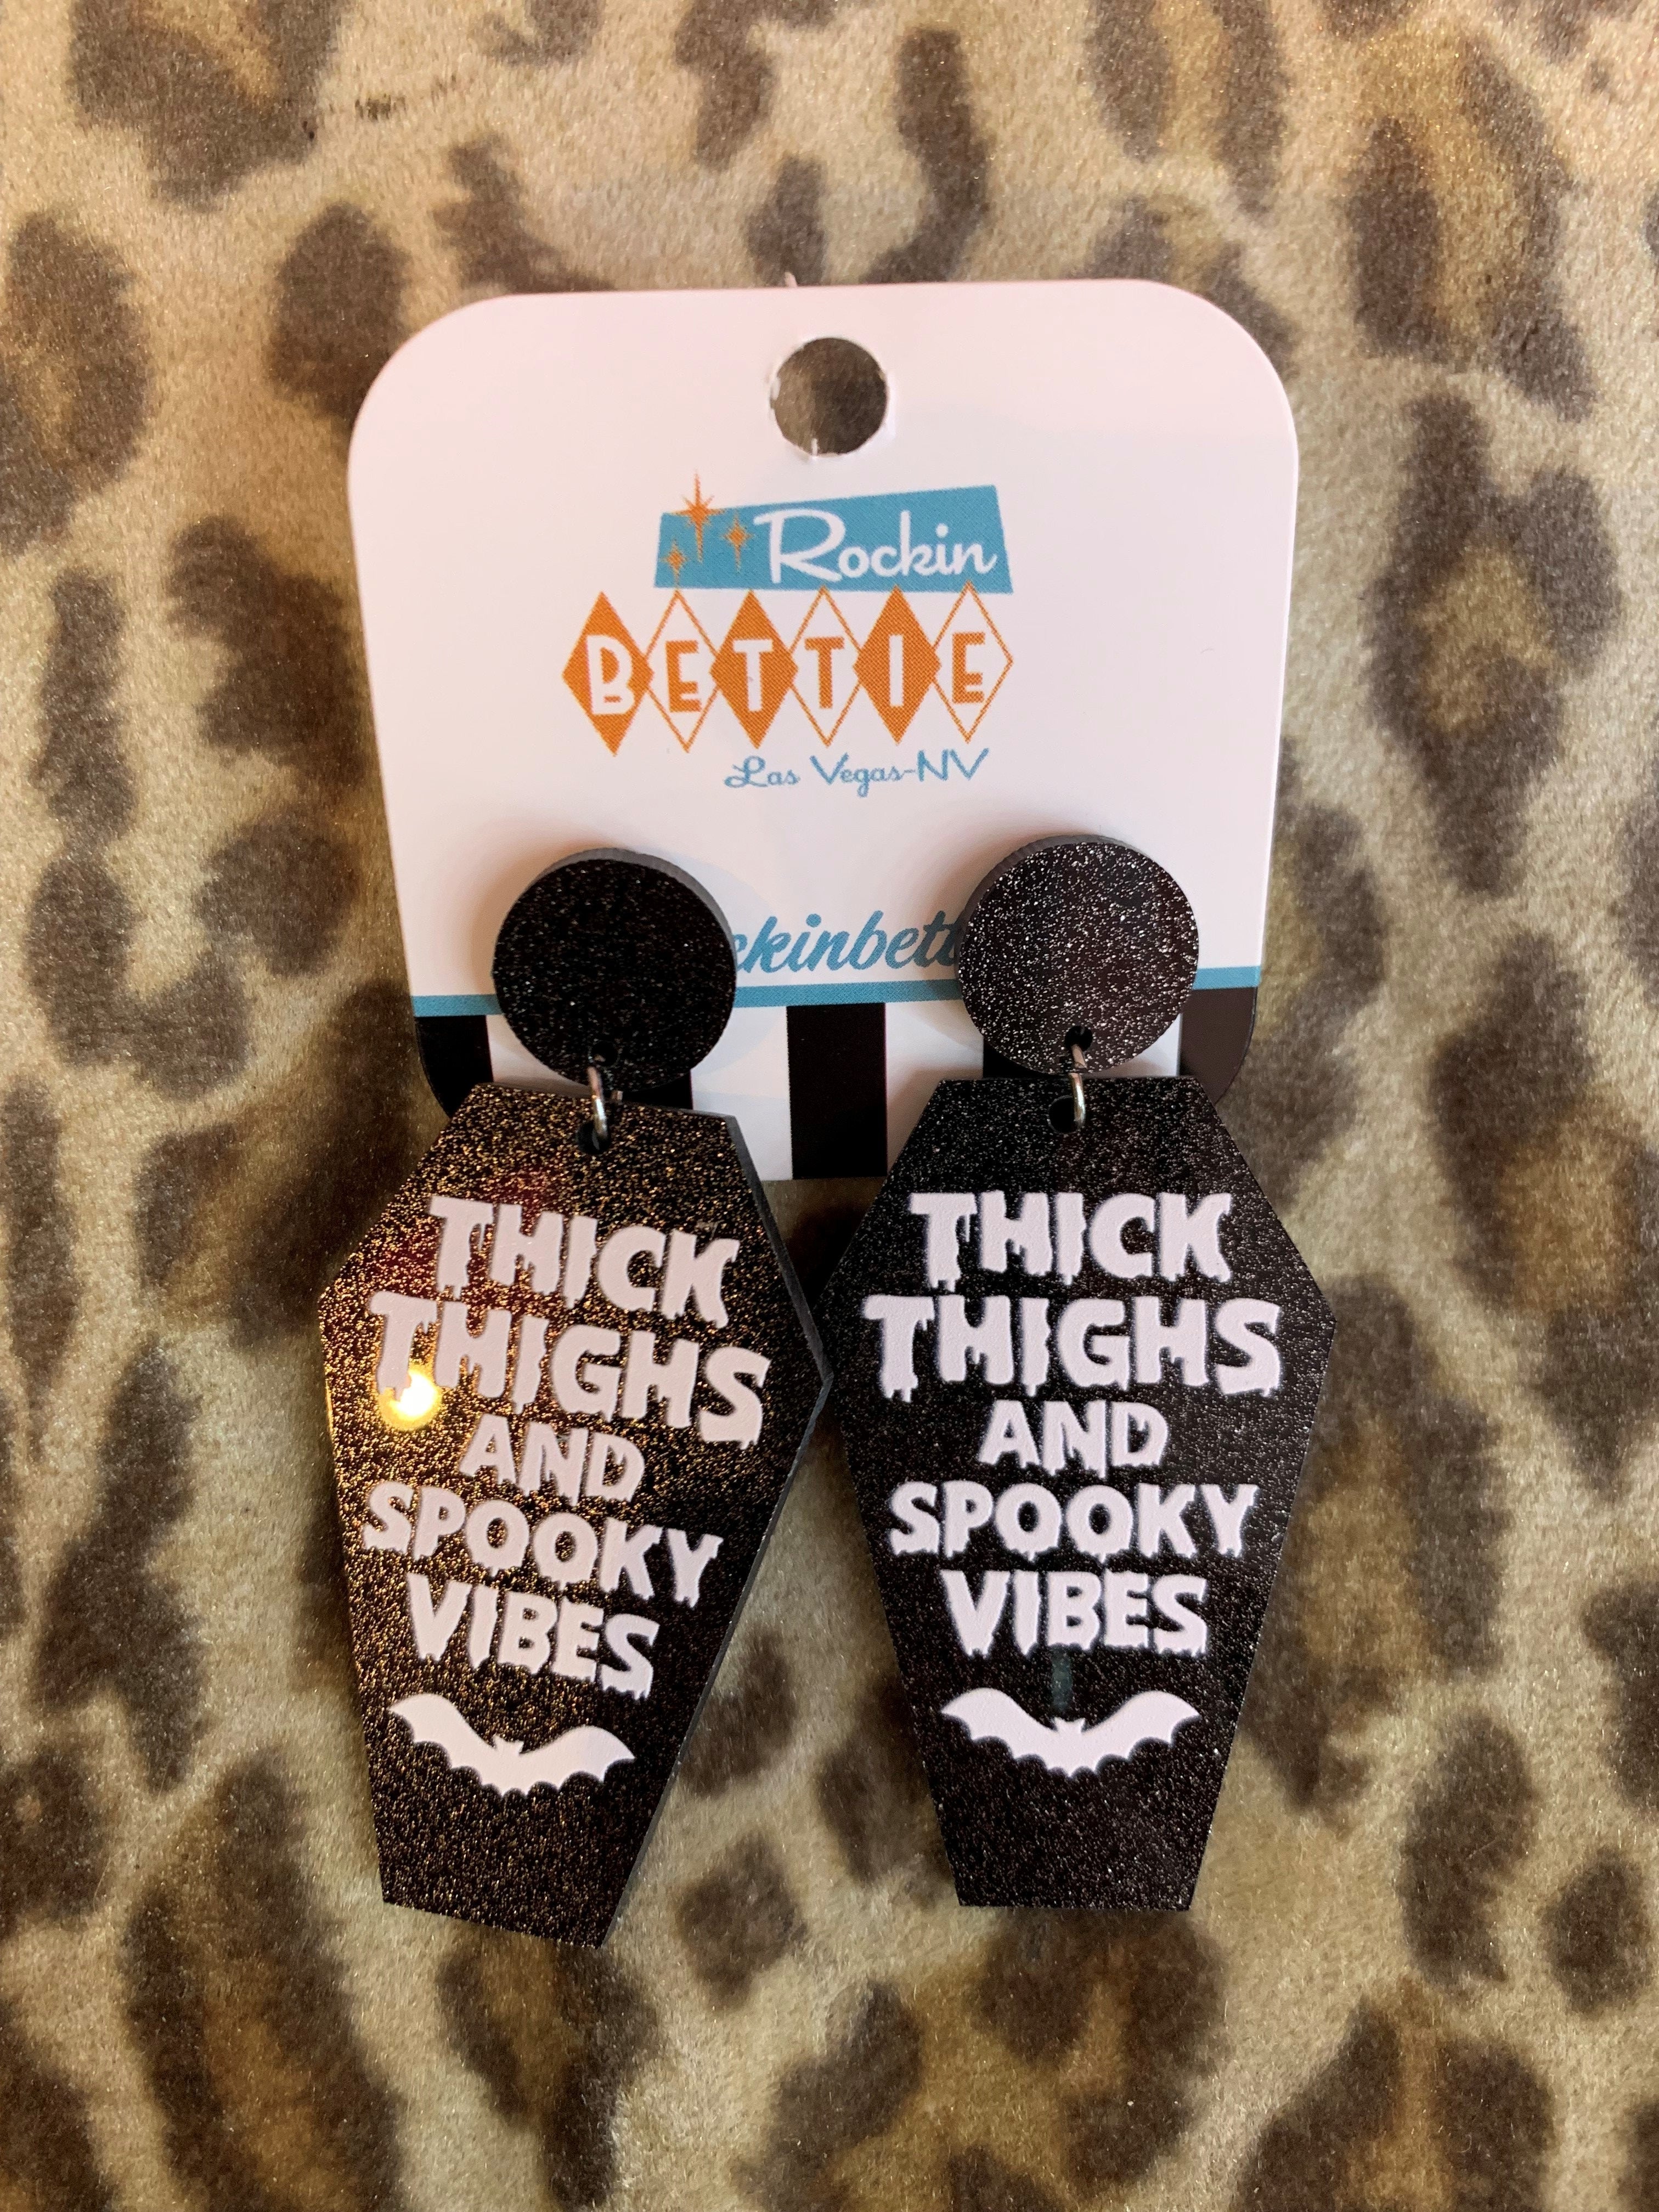 Rockin
BETTIE
Las Vegas-NV
THICK
THIGHS
AND
SPOOKY
VIBES
THICK
THIGHS
AND
SPOOKY
VIBES